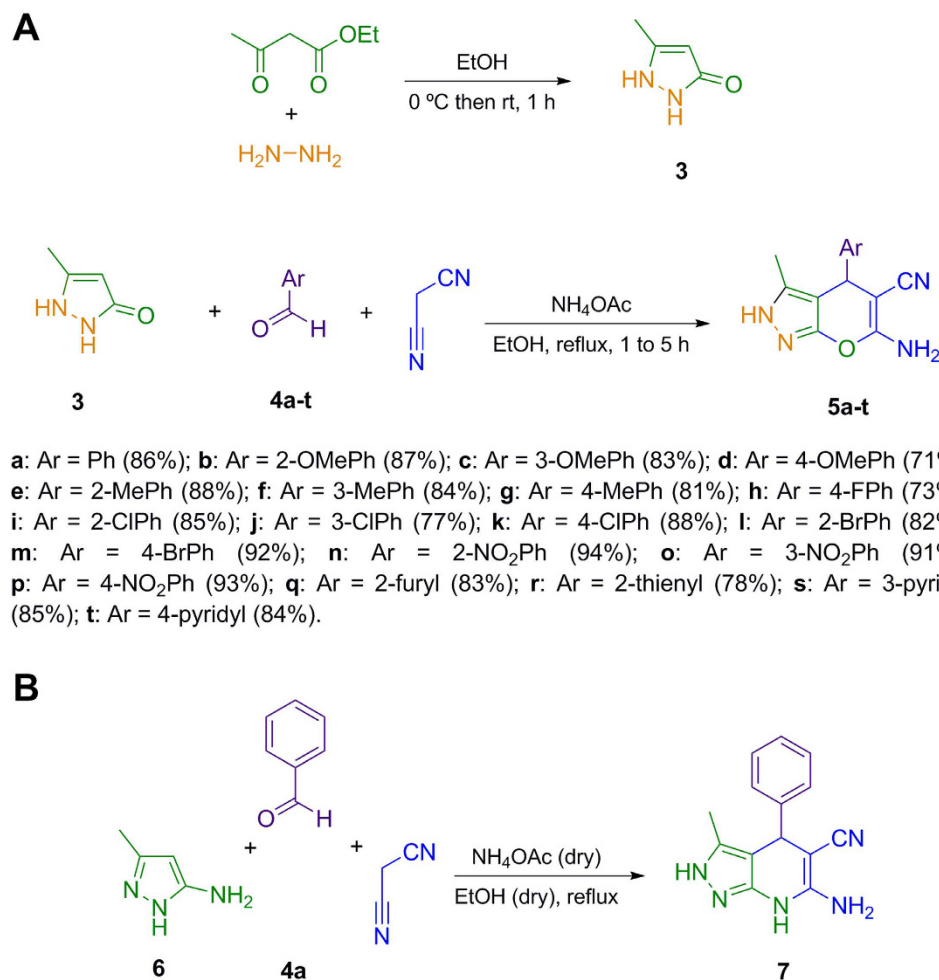 A
O
O
OEt
+
H₂N–NH₂
EtOH
0 ºC then rt, 1 h
HN
N
H
O
3
HN
N
H
O
3
+
Ar
O
H
4a-t
+
CN
N
NH₄OAc
EtOH, reflux, 1 to 5 h
Ar
CN
HN
N
O
NH₂
5a-t
a: Ar = Ph (86%); b: Ar = 2-OMePh (87%); c: Ar = 3-OMePh (83%); d: Ar = 4-OMePh (71%
e: Ar = 2-MePh (88%); f: Ar = 3-MePh (84%); g: Ar = 4-MePh (81%); h: Ar = 4-FPh (73%
i: Ar = 2-ClPh (85%); j: Ar = 3-ClPh (77%); k: Ar = 4-ClPh (88%); l: Ar = 2-BrPh (82%
m: Ar = 4-BrPh (92%); n: Ar = 2-NO₂Ph (94%); o: Ar = 3-NO₂Ph (91%
p: Ar = 4-NO₂Ph (93%); q: Ar = 2-furyl (83%); r: Ar = 2-thienyl (78%); s: Ar = 3-pyri
(85%); t: Ar = 4-pyridyl (84%).
B
N
N
H
NH₂
6
+
O
H
4a
+
CN
N
NH₄OAc (dry)
EtOH (dry), reflux
CN
HN
N
N
H
NH₂
7